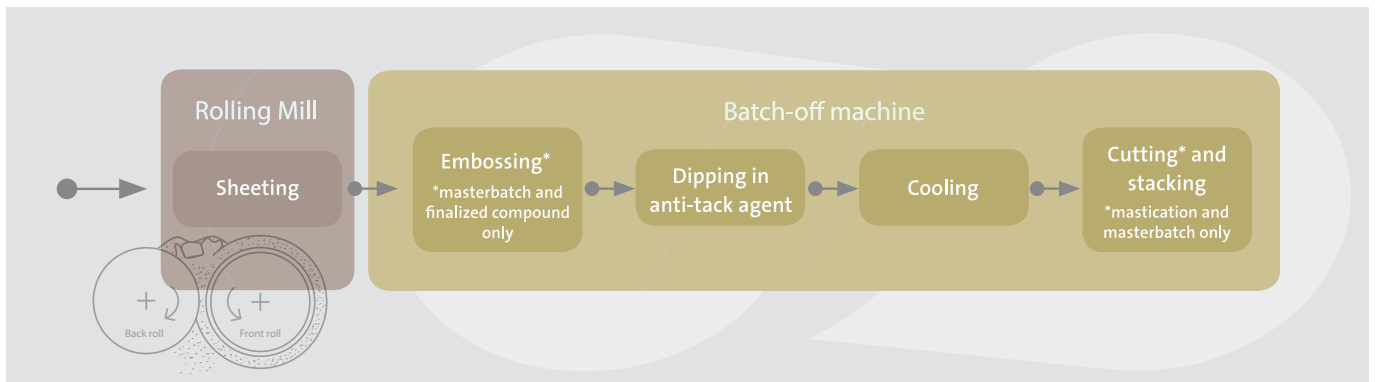 Rolling Mill
Sheeting
Back roll
Front roll
Batch-off machine
Embossing*
*masterbatch and
finalized compound
only
Dipping in
anti-tack agent
Cooling
Cutting* and
stacking
*mastication and
masterbatch only